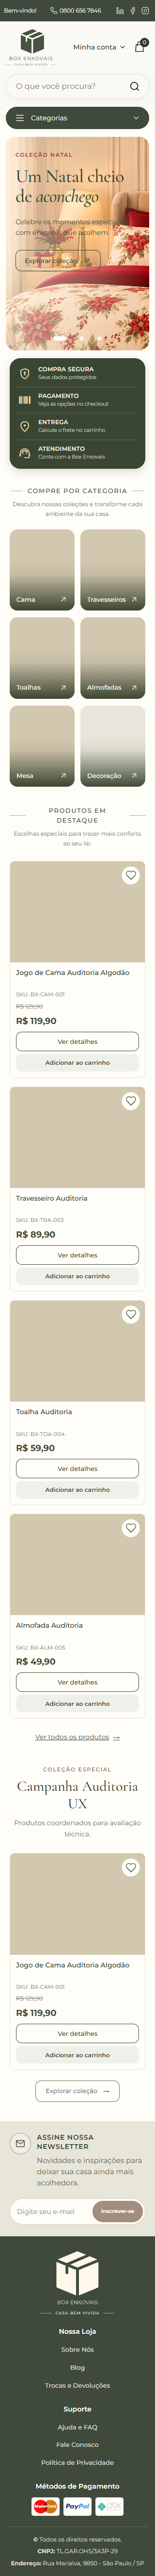 Bem-vindo!
0800 656 7846
BOX ENXOVAIS
CASA BEM VIVIDA
Minha conta
0
O que você procura?
Categorias
COLEÇÃO NATAL
Um Natal cheio
de aconchego
Celebre os momentos especiais
com quem você ama.
Explorar coleção
COMPRA SEGURA
Seus dados protegidos
PAGAMENTO
Veja as opções no checkout
ENTREGA
Calcule o frete no carrinho
ATENDIMENTO
Conte com a Box Enxovais
COMPRE POR CATEGORIA
Descubra nossas coleções e transforme cada
ambiente da sua casa.
Cama
Travesseiros
Toalhas
Almofadas
Mesa
Decoração
PRODUTOS EM
DESTAQUE
Escolhas especiais para trazer mais conforto
ao seu lar.
Jogo de Cama Auditoria Algodão
SKU: BX-CAM-001
R$ 129,90
R$ 119,90
Ver detalhes
Adicionar ao carrinho
Travesseiro Auditoria
SKU: BX-TRA-003
R$ 89,90
Ver detalhes
Adicionar ao carrinho
Toalha Auditoria
SKU: BX-TOA-004
R$ 59,90
Ver detalhes
Adicionar ao carrinho
Almofada Auditoria
SKU: BX-ALM-005
R$ 49,90
Ver detalhes
Adicionar ao carrinho
Ver todos os produtos →
COLEÇÃO ESPECIAL
Campanha Auditoria
UX
Produtos coordenados para avaliação
técnica.
Jogo de Cama Auditoria Algodão
SKU: BX-CAM-001
R$ 129,90
R$ 119,90
Ver detalhes
Adicionar ao carrinho
Explorar coleção →
ASSINE NOSSA
NEWSLETTER
Novidades e inspirações para
deixar sua casa ainda mais
acolhedora.
Digite seu e-mail
Inscrever-se
BOX ENXOVAIS
CASA BEM VIVIDA
Nossa Loja
Sobre Nós
Blog
Trocas e Devoluções
Suporte
Ajuda e FAQ
Fale Conosco
Política de Privacidade
Métodos de Pagamento
MasterCard
PayPal
pix
© Todos os direitos reservados.
CNPJ: TL.GAR.OHS/3A3P-29
Endereço: Rua Marialva, 9850 - São Paulo / SP